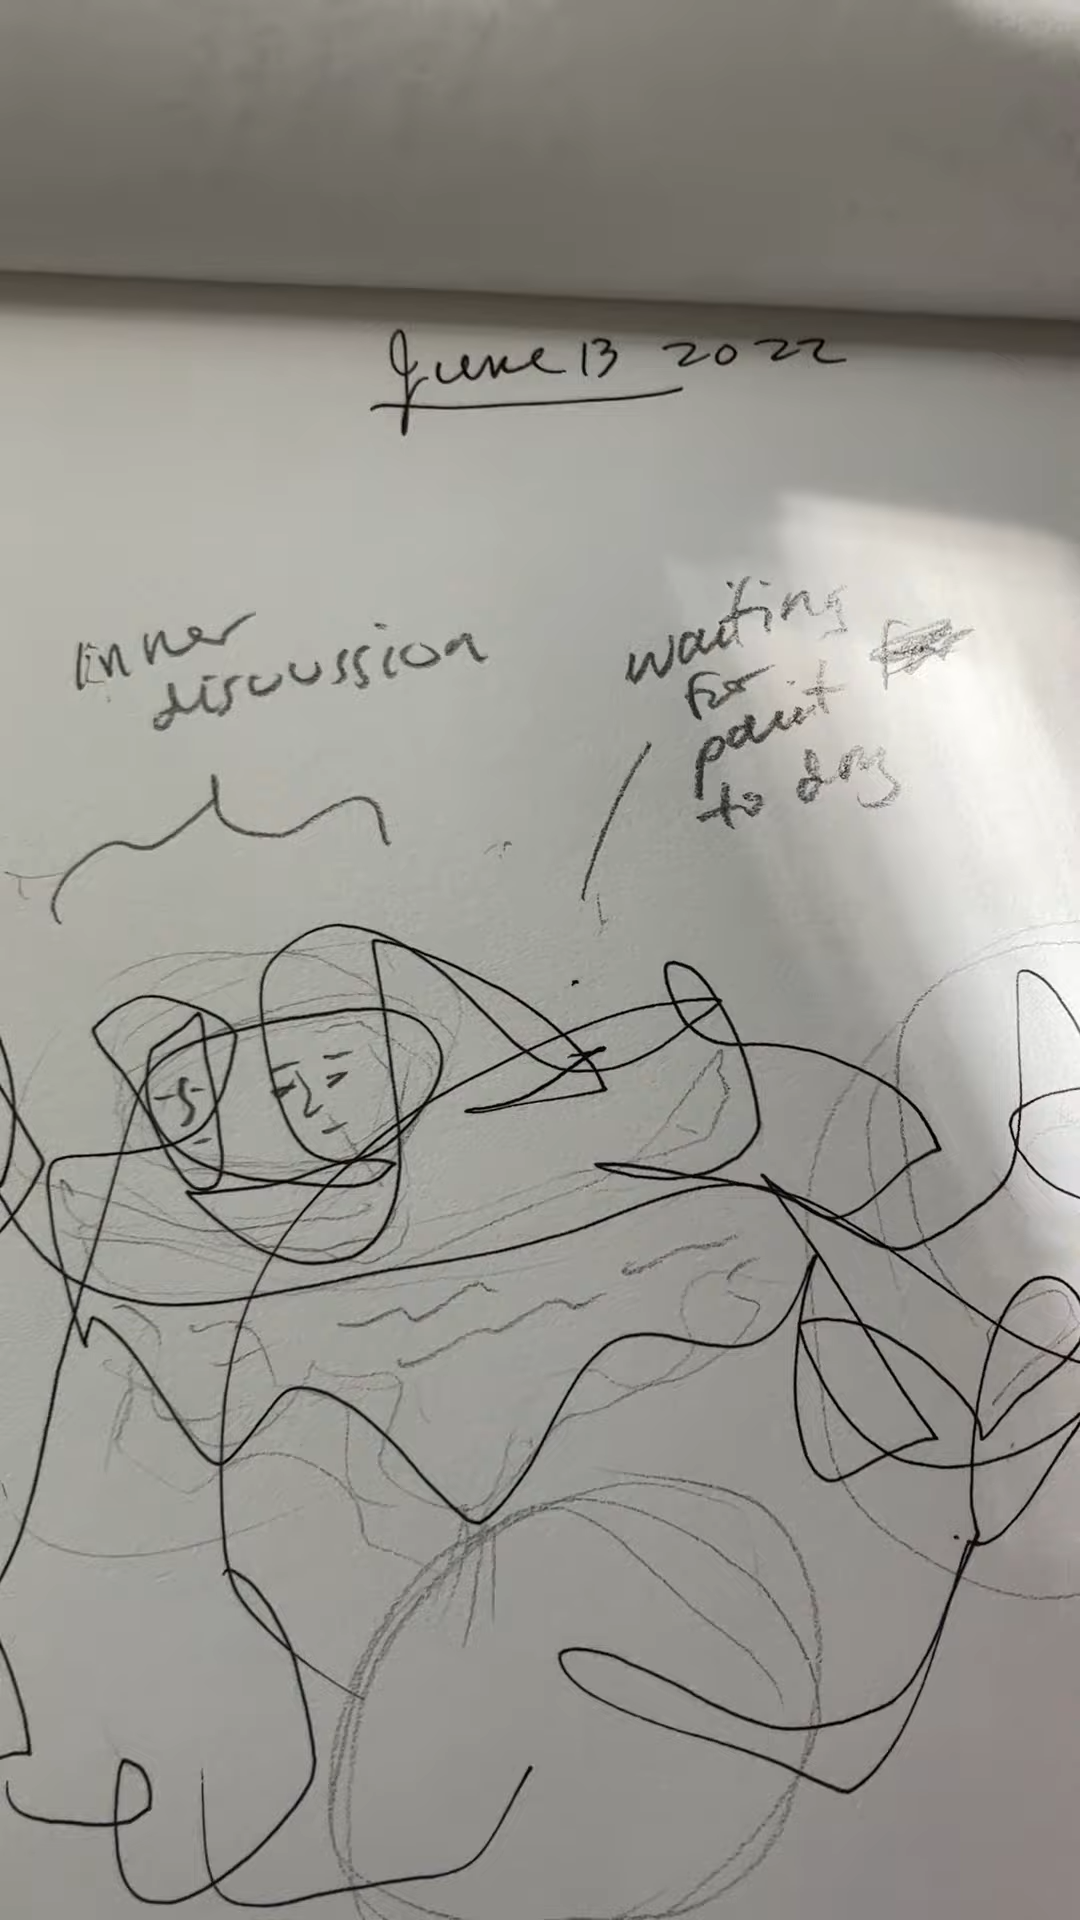 June 13 2022
inner
discussion
waiting
for
paint
to dry